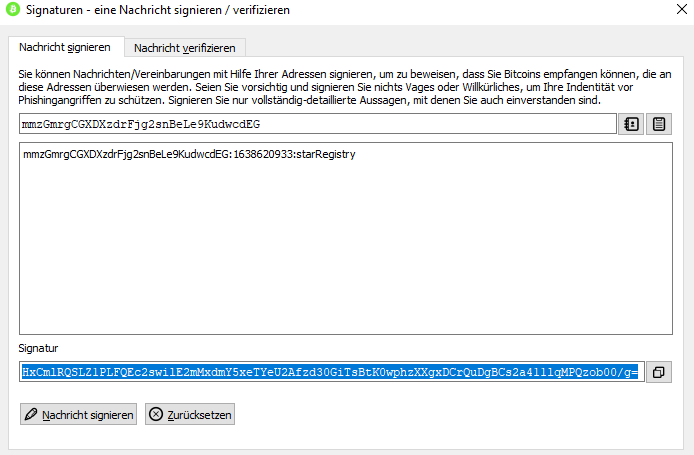 Signaturen - eine Nachricht signieren / verifizieren
Nachricht signieren
Nachricht verifizieren
Sie können Nachrichten/Vereinbarungen mit Hilfe Ihrer Adressen signieren, um zu beweisen, dass Sie Bitcoins empfangen können, die an
diese Adressen überwiesen werden. Seien Sie vorsichtig und signieren Sie nichts Vages oder Willkürliches, um Ihre Indentität vor
Phishingangriffen zu schützen. Signieren Sie nur vollständig-detaillierte Aussagen, mit denen Sie auch einverstanden sind.
mmzGmrgCGXDXzdrFjg2snBeLe9KudwcdEG
mmzGmrgCGXDXzdrFjg2snBeLe9KudwcdEG:1638620933:starRegistry
Signatur
HxCmlRQSLZlPLFQEc2swilE2mMxdmY5xeTYeU2Afzd30GiTsBtK0wphzXXgxDCrQuDgBCs2a4lllgMPQzob00/g=
Nachricht signieren
Zurücksetzen